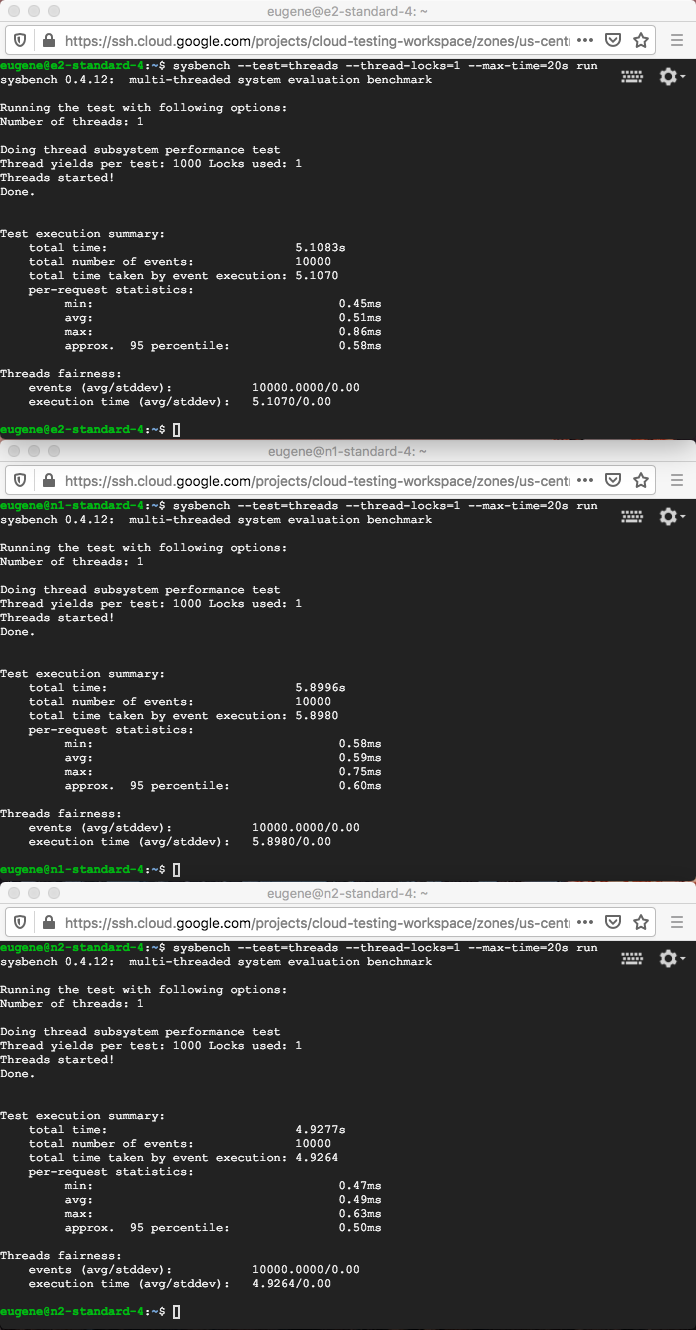 eugene@e2-standard-4: ~
https://ssh.cloud.google.com/projects/cloud-testing-workspace/zones/us-centr
eugene@e2-standard-4:~$ sysbench --test=threads --thread-locks=1 --max-time=20s run
sysbench 0.4.12:  multi-threaded system evaluation benchmark
Running the test with following options:
Number of threads: 1
Doing thread subsystem performance test
Thread yields per test: 1000 Locks used: 1
Threads started!
Done.
Test execution summary:
total time: 5.1083s
total number of events: 10000
total time taken by event execution: 5.1070
per-request statistics:
min: 0.45ms
avg: 0.51ms
max: 0.86ms
approx.  95 percentile: 0.58ms
Threads fairness:
events (avg/stddev): 10000.0000/0.00
execution time (avg/stddev): 5.1070/0.00
eugene@e2-standard-4:~$
eugene@n1-standard-4: ~
https://ssh.cloud.google.com/projects/cloud-testing-workspace/zones/us-centr
eugene@n1-standard-4:~$ sysbench --test=threads --thread-locks=1 --max-time=20s run
sysbench 0.4.12:  multi-threaded system evaluation benchmark
Running the test with following options:
Number of threads: 1
Doing thread subsystem performance test
Thread yields per test: 1000 Locks used: 1
Threads started!
Done.
Test execution summary:
total time: 5.8996s
total number of events: 10000
total time taken by event execution: 5.8980
per-request statistics:
min: 0.58ms
avg: 0.59ms
max: 0.75ms
approx.  95 percentile: 0.60ms
Threads fairness:
events (avg/stddev): 10000.0000/0.00
execution time (avg/stddev): 5.8980/0.00
eugene@n1-standard-4:~$
eugene@n2-standard-4: ~
https://ssh.cloud.google.com/projects/cloud-testing-workspace/zones/us-centr
eugene@n2-standard-4:~$ sysbench --test=threads --thread-locks=1 --max-time=20s run
sysbench 0.4.12:  multi-threaded system evaluation benchmark
Running the test with following options:
Number of threads: 1
Doing thread subsystem performance test
Thread yields per test: 1000 Locks used: 1
Threads started!
Done.
Test execution summary:
total time: 4.9277s
total number of events: 10000
total time taken by event execution: 4.9264
per-request statistics:
min: 0.47ms
avg: 0.49ms
max: 0.63ms
approx.  95 percentile: 0.50ms
Threads fairness:
events (avg/stddev): 10000.0000/0.00
execution time (avg/stddev): 4.9264/0.00
eugene@n2-standard-4:~$